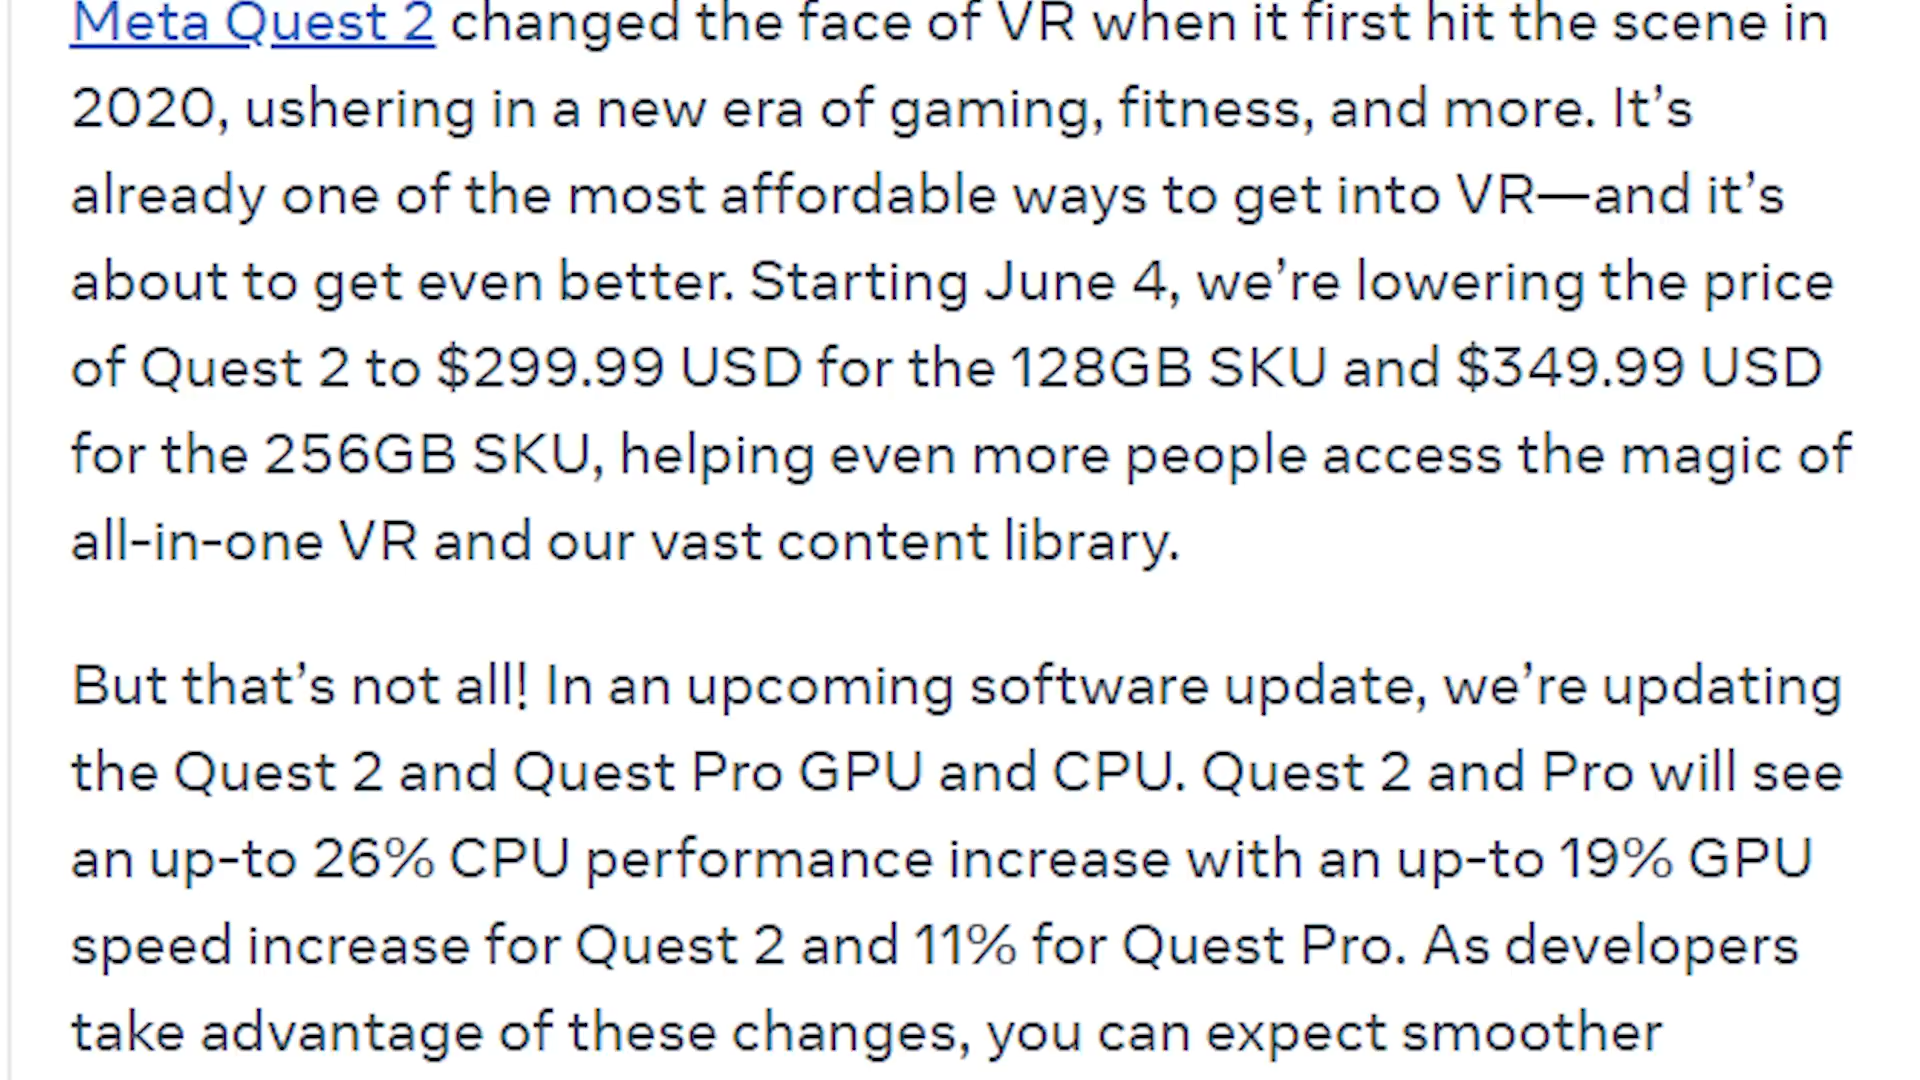 Meta Quest 2 changed the face of VR when it first hit the scene in
2020, ushering in a new era of gaming, fitness, and more. It’s
already one of the most affordable ways to get into VR—and it’s
about to get even better. Starting June 4, we’re lowering the price
of Quest 2 to $299.99 USD for the 128GB SKU and $349.99 USD
for the 256GB SKU, helping even more people access the magic of
all-in-one VR and our vast content library.
But that’s not all! In an upcoming software update, we’re updating
the Quest 2 and Quest Pro GPU and CPU. Quest 2 and Pro will see
an up-to 26% CPU performance increase with an up-to 19% GPU
speed increase for Quest 2 and 11% for Quest Pro. As developers
take advantage of these changes, you can expect smoother